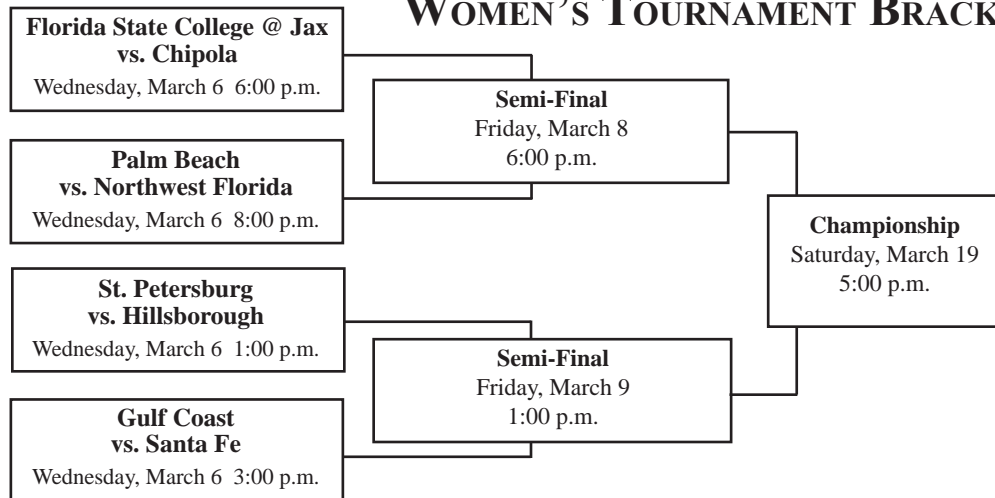 WOMEN'S TOURNAMENT BRACK
Florida State College @ Jax
vs. Chipola
Wednesday, March 6 6:00 p.m.
Palm Beach
vs. Northwest Florida
Wednesday, March 6 8:00 p.m.
St. Petersburg
vs. Hillsborough
Wednesday, March 6 1:00 p.m.
Gulf Coast
vs. Santa Fe
Wednesday, March 6 3:00 p.m.
Semi-Final
Friday, March 8
6:00 p.m.
Semi-Final
Friday, March 9
1:00 p.m.
Championship
Saturday, March 19
5:00 p.m.